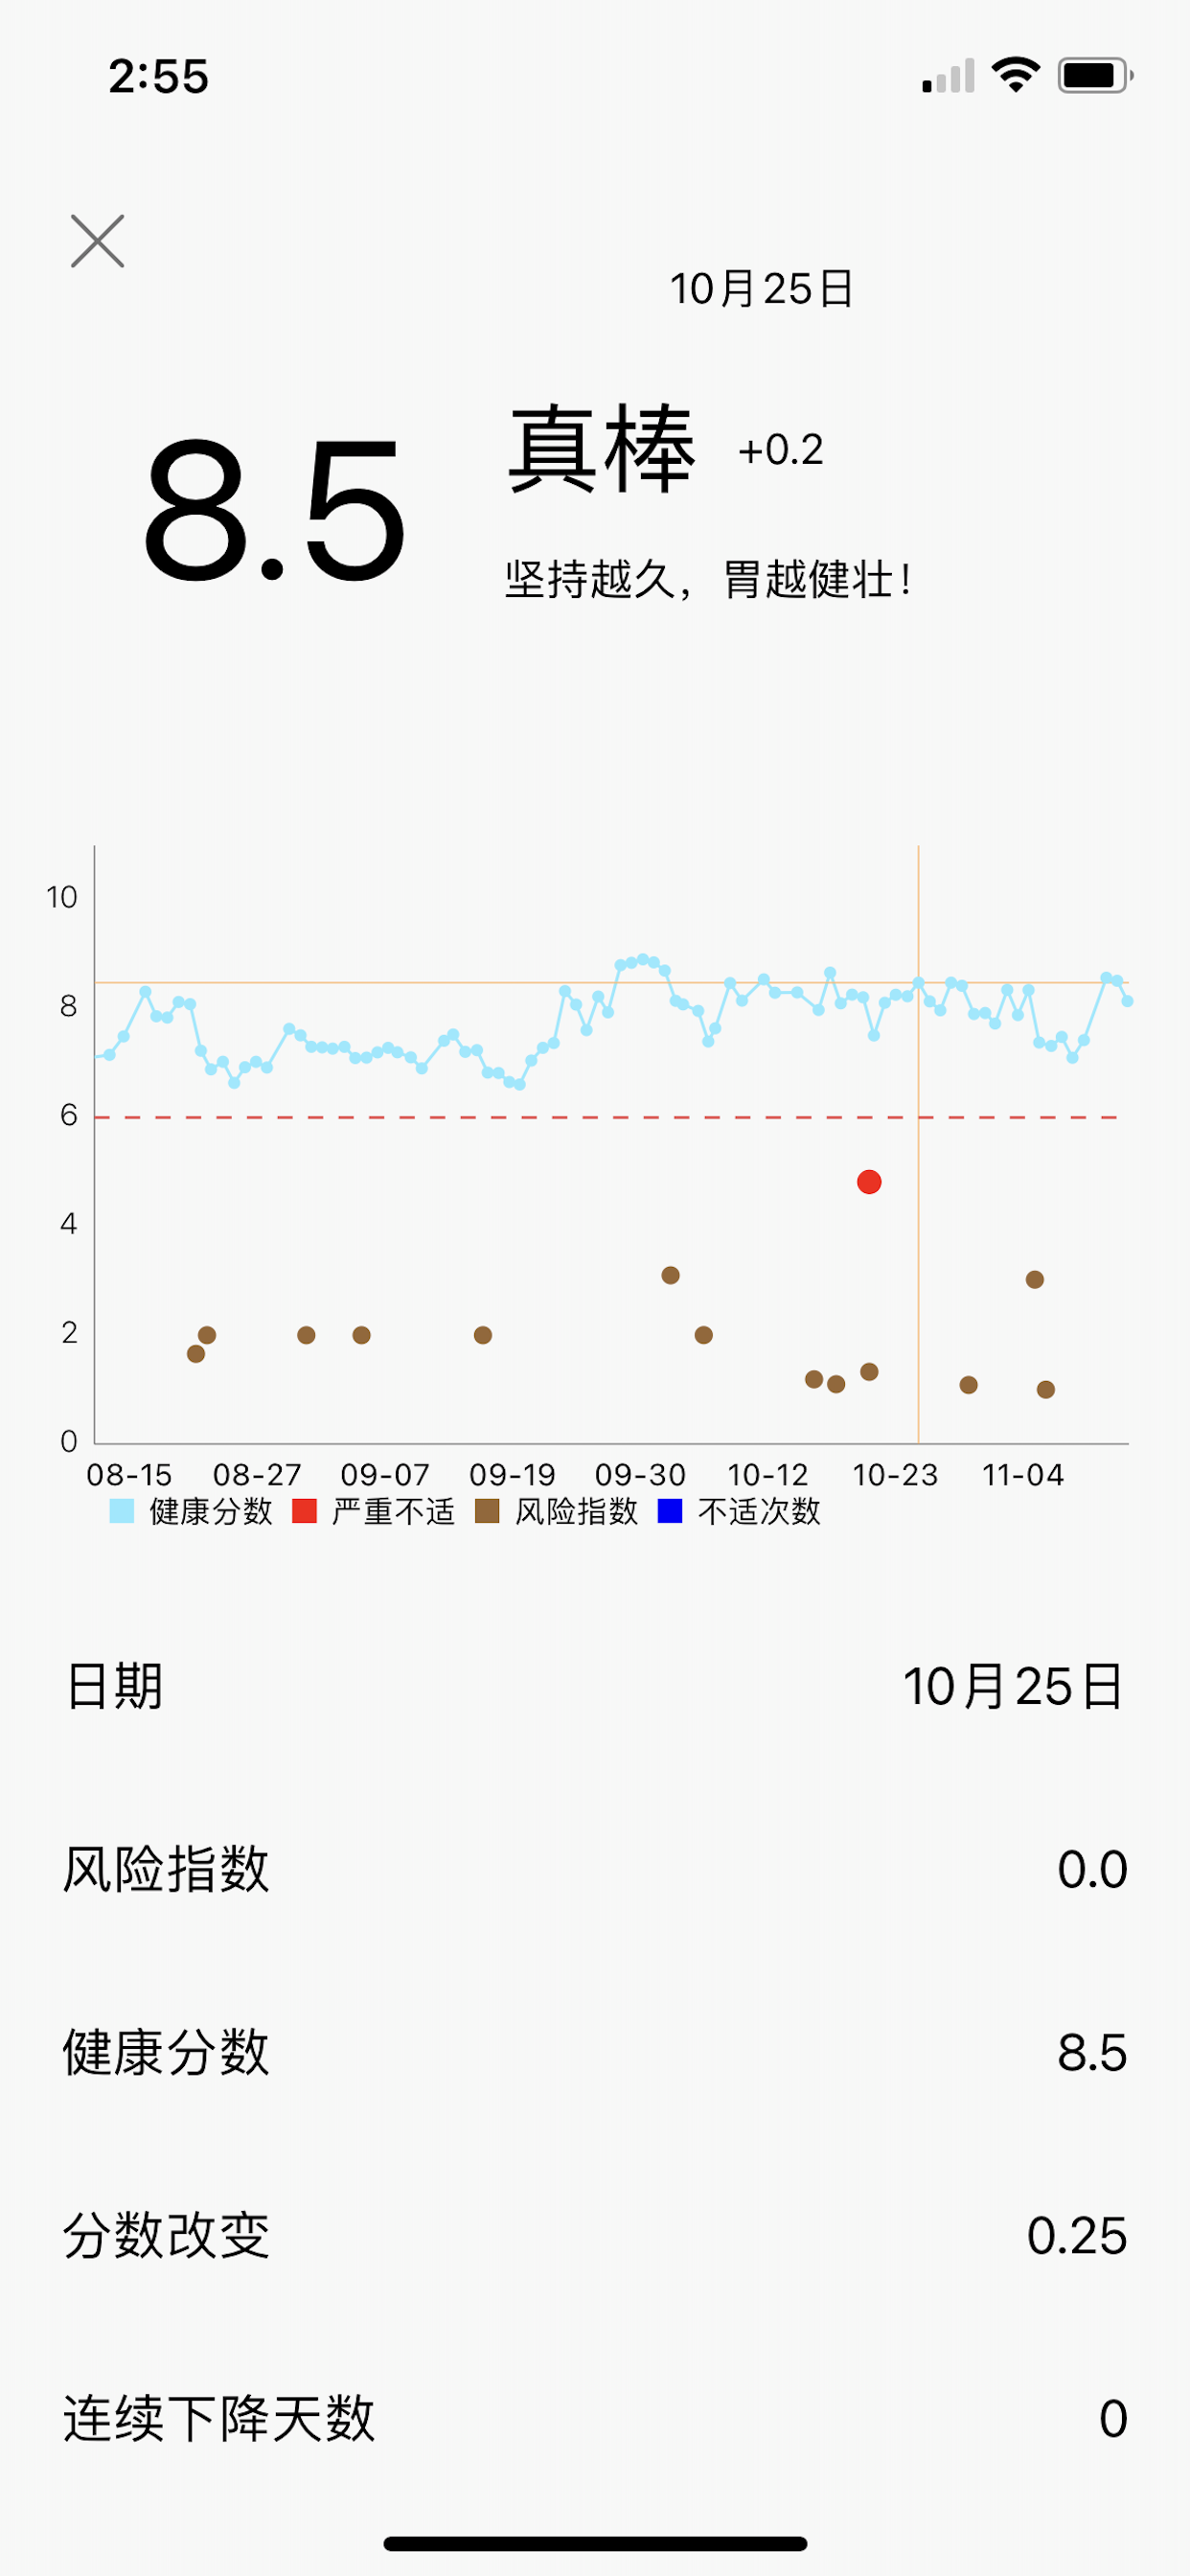 2:55
10月25日
8.5
真棒 +0.2
坚持越久，胃越健壮！
10
8
6
4
2
0
08-15 08-27 09-07 09-19 09-30 10-12 10-23 11-04
健康分数 严重不适 风险指数 不适次数
日期 10月25日
风险指数 0.0
健康分数 8.5
分数改变 0.25
连续下降天数 0